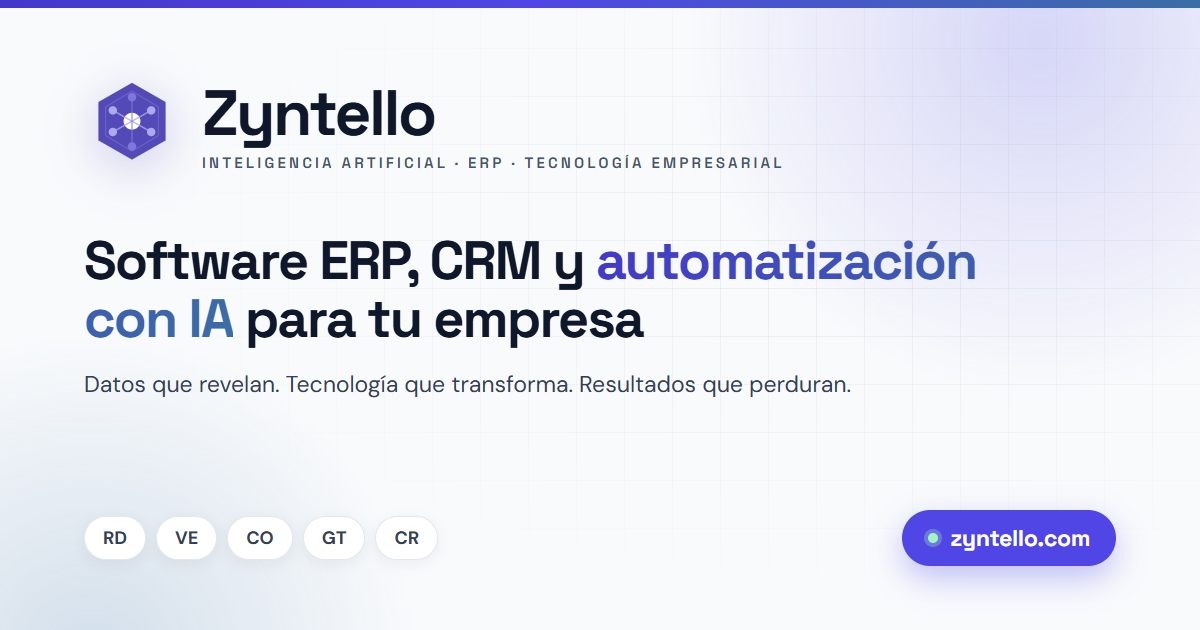 Zyntello
INTELIGENCIA ARTIFICIAL · ERP · TECNOLOGÍA EMPRESARIAL
Software ERP, CRM y automatización
con IA para tu empresa
Datos que revelan. Tecnología que transforma. Resultados que perduran.
RD VE CO GT CR
zyntello.com